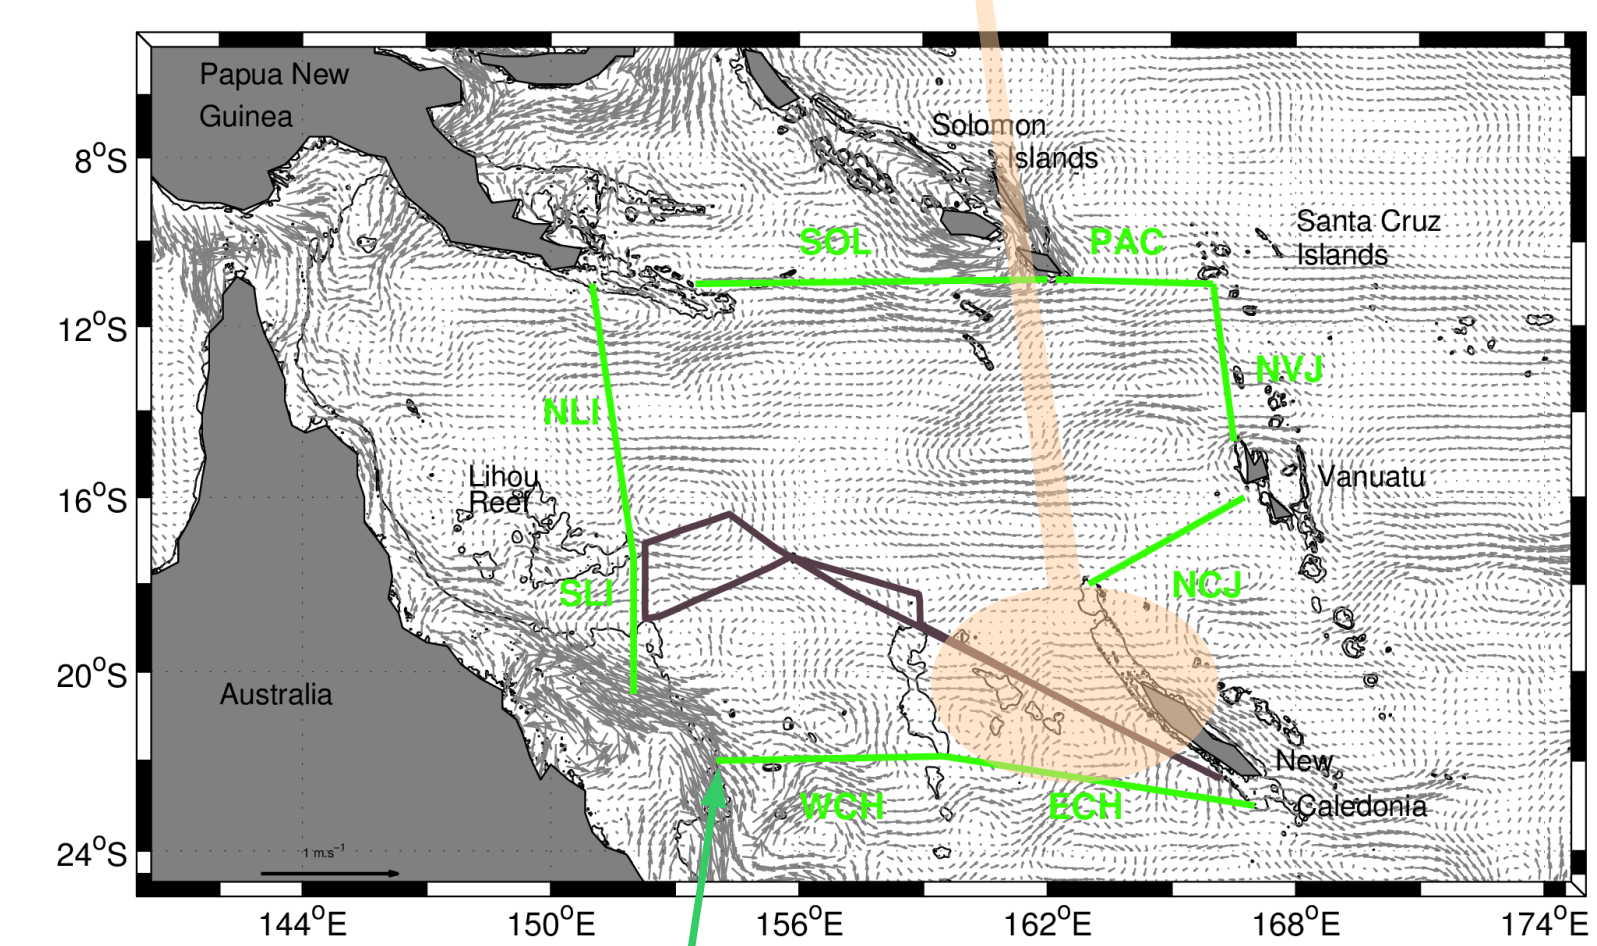 Papua New
Guinea
Solomon
Islands
8°S
Santa Cruz
Islands
SOL
PAC
12°S
NVJ
NLI
Lihou
Reef
Vanuatu
16°S
SLI
NCJ
20°S
Australia
New
Caledonia
WCH
ECH
24°S
1 m.s⁻¹
144°E
150°E
156°E
162°E
168°E
174°E